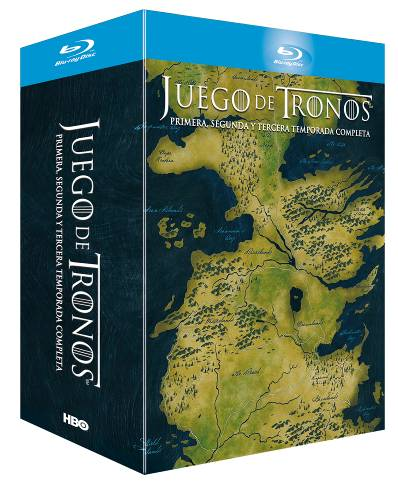 Blu-ray Disc
JUEGO DE TRONOS
PRIMERA, SEGUNDA Y TERCERA TEMPORADA COMPLETA
HBO
Blu-ray Disc
JUEGO DE TRONOS
PRIMERA, SEGUNDA Y TERCERA TEMPORADA COMPLETA